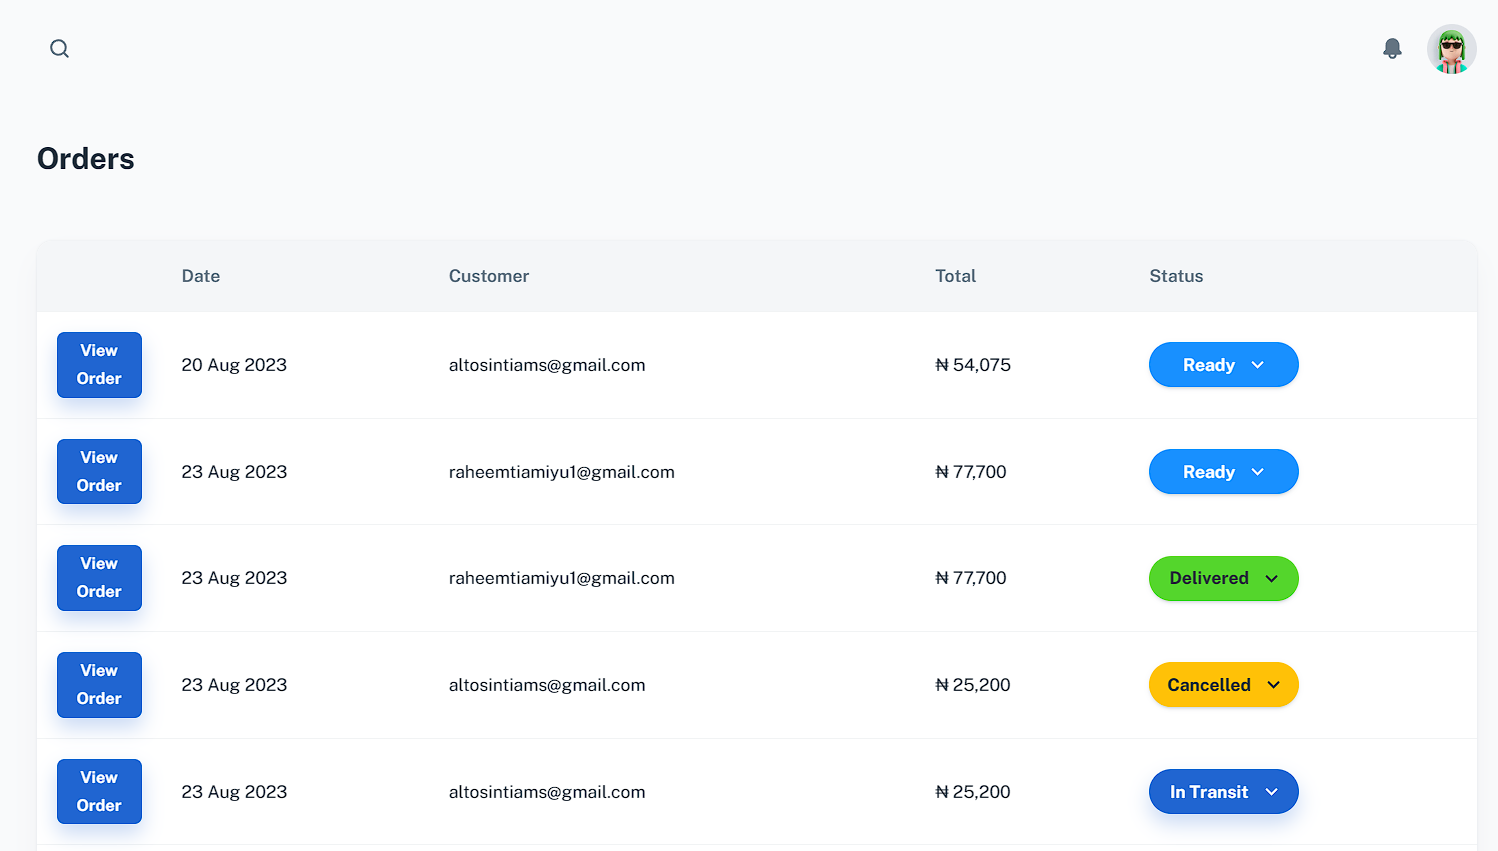 Orders
Date Customer Total Status
View Order 20 Aug 2023 altosintiams@gmail.com ₦ 54,075 Ready
View Order 23 Aug 2023 raheemtiamiyu1@gmail.com ₦ 77,700 Ready
View Order 23 Aug 2023 raheemtiamiyu1@gmail.com ₦ 77,700 Delivered
View Order 23 Aug 2023 altosintiams@gmail.com ₦ 25,200 Cancelled
View Order 23 Aug 2023 altosintiams@gmail.com ₦ 25,200 In Transit